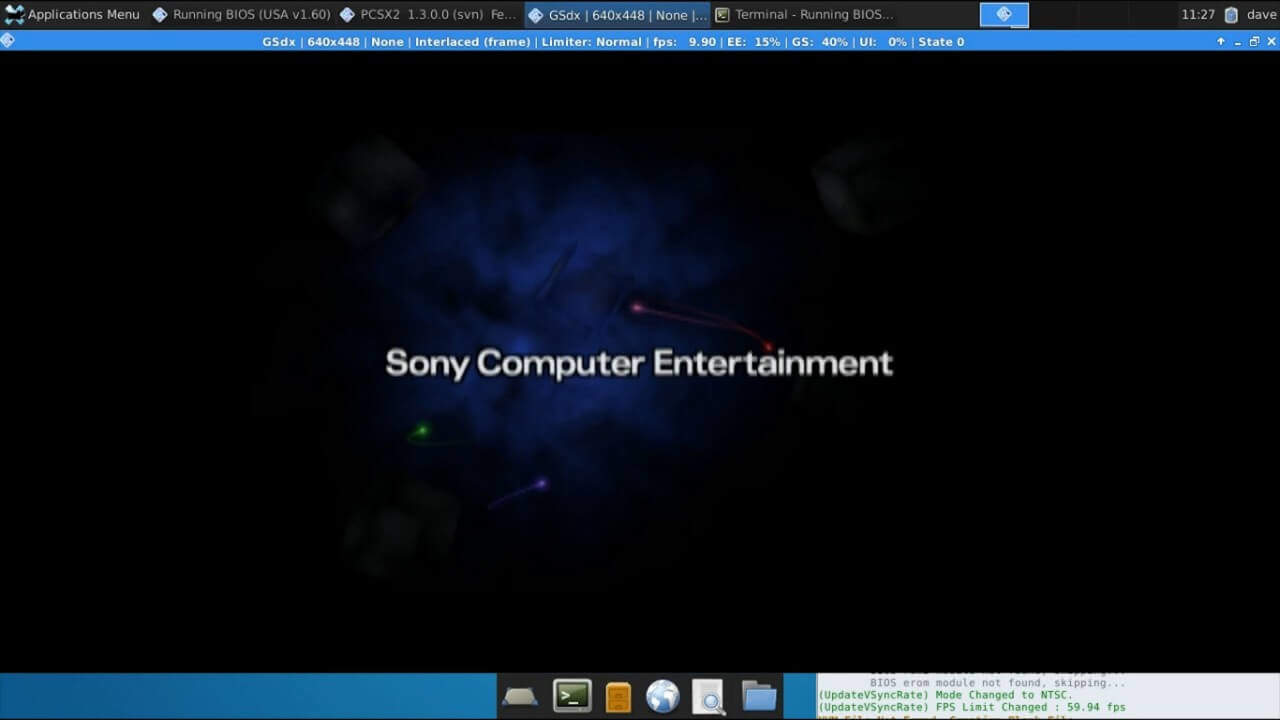 Applications Menu
Running BIOS (USA v1.60)
PCSX2 1.3.0.0 (svn) Fe...
GSdx | 640x448 | None |...
Terminal - Running BIOS...
11:27
dave
GSdx | 640x448 | None | Interlaced (frame) | Limiter: Normal | fps: 9.90 | EE: 15% | GS: 40% | UI: 0% | State 0
Sony Computer Entertainment
BIOS erom module not found, skipping...
(UpdateVSyncRate) Mode Changed to NTSC.
(UpdateVSyncRate) FPS Limit Changed : 59.94 fps